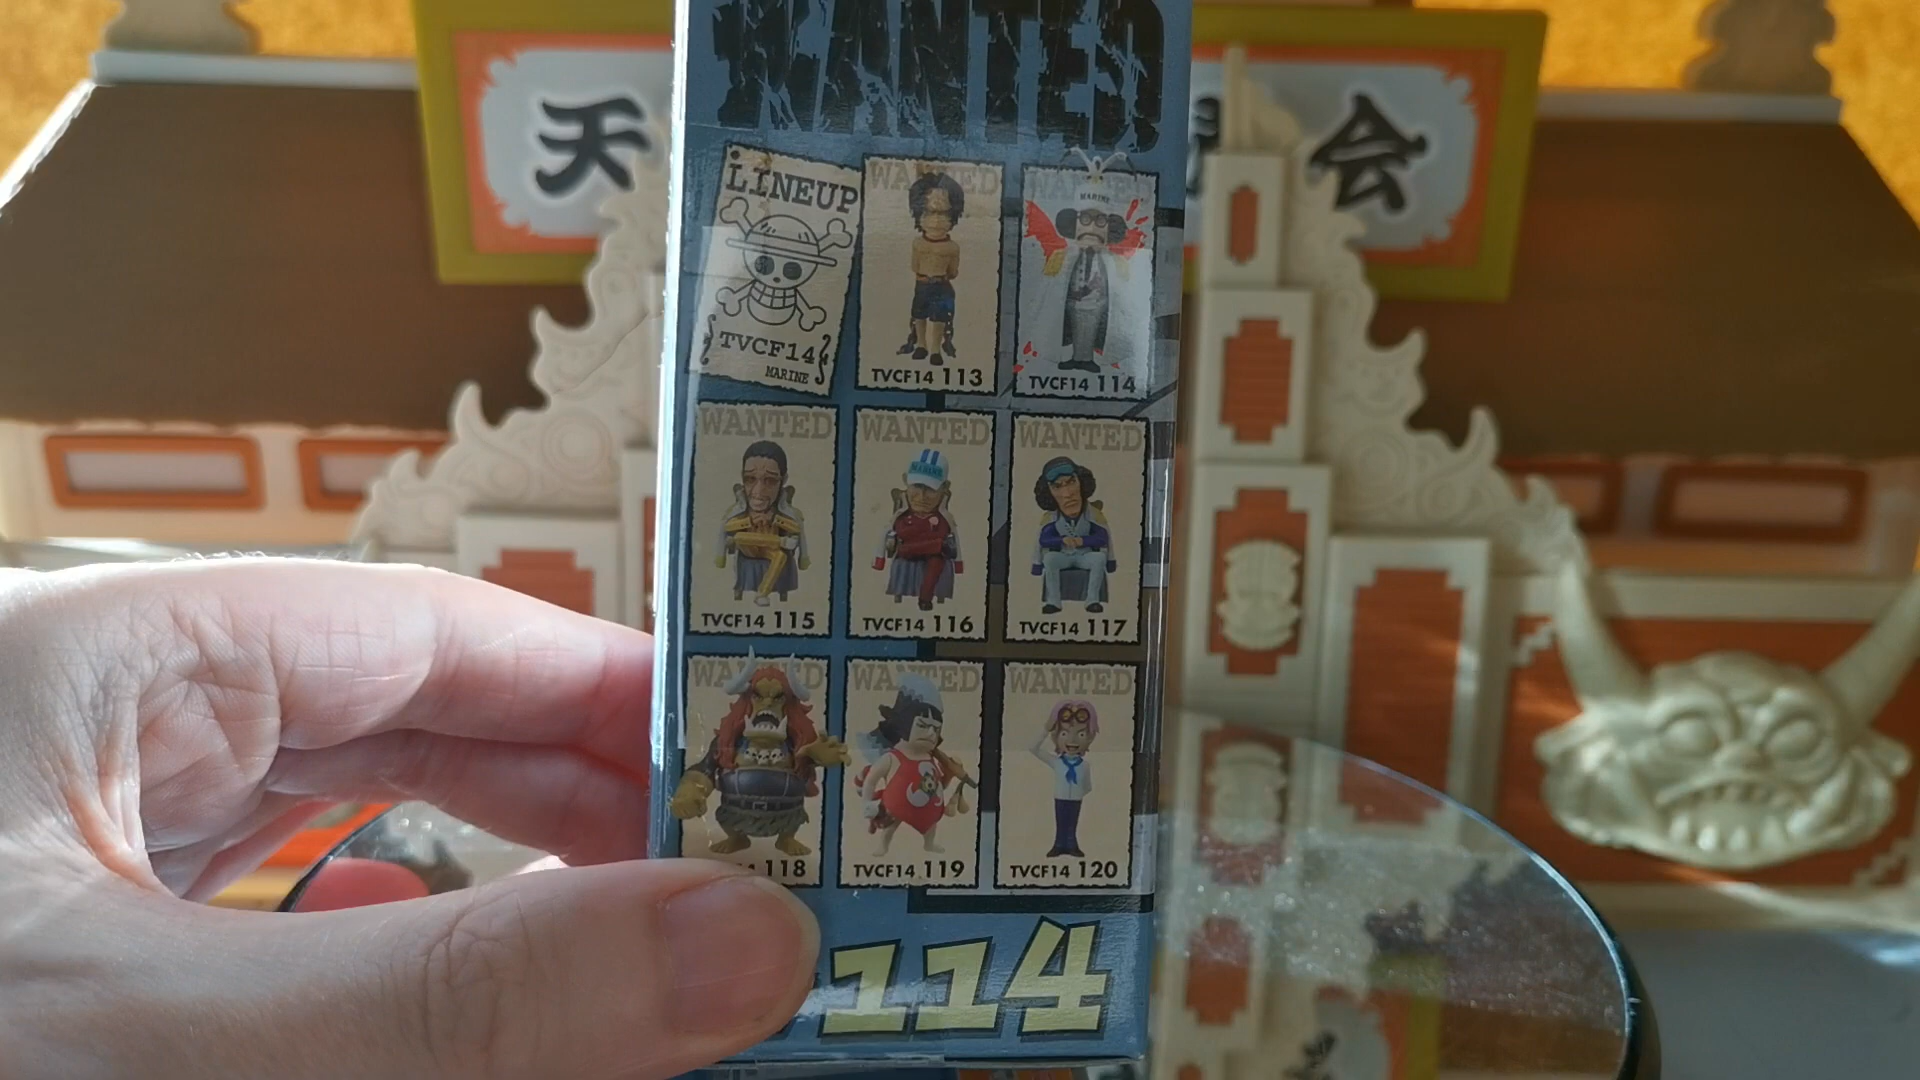 WANTED
天
会
LINEUP
TVCF14
MARINE
WANTED
TVCF14 113
WANTED
MARINE
TVCF14 114
WANTED
TVCF14 115
WANTED
MARINE
TVCF14 116
WANTED
TVCF14 117
WANTED
118
WANTED
TVCF14 119
WANTED
TVCF14 120
114